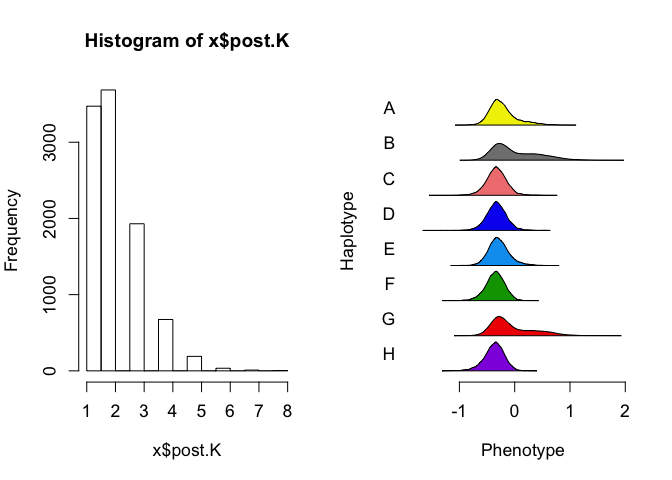 Histogram of x$post.K
Frequency
0
1000
2000
3000
1 2 3 4 5 6 7 8
x$post.K
Haplotype
A
B
C
D
E
F
G
H
-1 0 1 2
Phenotype